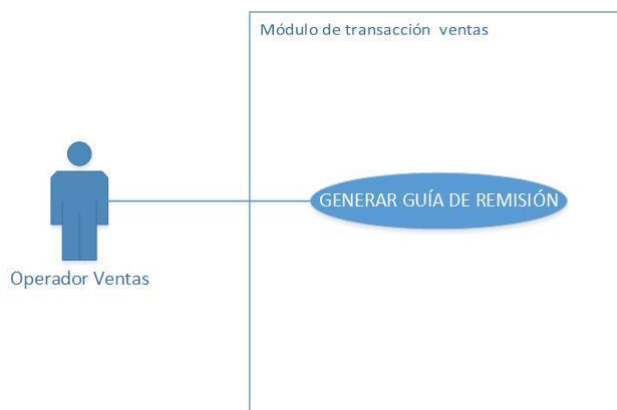 Módulo de transacción ventas
GENERAR GUÍA DE REMISIÓN
Operador Ventas